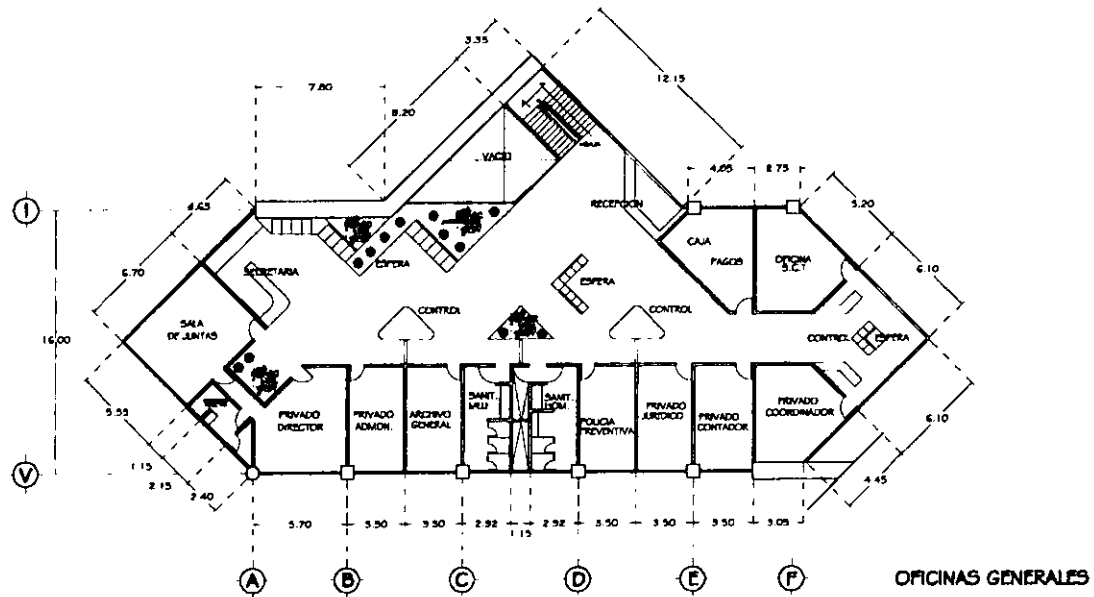 3.35
12.15
7.80
8.20
VACIO
4.05
2.75
I
RECEPCION
5.20
6.70
CAJA
PAGOS
OFICINA
S.C.T
6.10
SECRETARIA
ESPERA
ESPERA
SALA
DE JUNTAS
CONTROL
CONTROL
CONTROL
ESPERA
16.00
5.55
PRIVADO
DIRECTOR
PRIVADO
ADMON.
ARCHIVO
GENERAL
SANIT.
MUJ.
SANIT.
HOM.
POLICIA
PREVENTIVA
PRIVADO
JURIDICO
PRIVADO
CONTADOR
PRIVADO
COORDINADOR
6.10
1.15
2.15
2.40
4.45
V
5.70
3.50
3.50
2.92
1.15
2.92
3.50
3.50
3.50
3.05
A
B
C
D
E
F
OFICINAS GENERALES